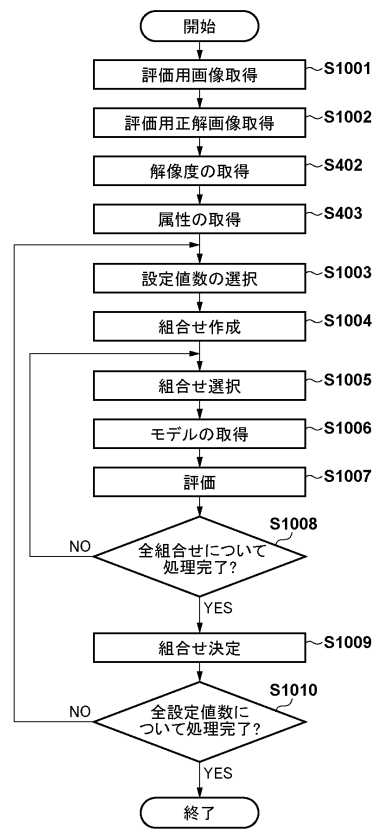 開始
評価用画像取得
S1001
評価用正解画像取得
S1002
解像度の取得
S402
属性の取得
S403
設定値数の選択
S1003
組合せ作成
S1004
組合せ選択
S1005
モデルの取得
S1006
評価
S1007
S1008
全組合せについて
処理完了?
NO
YES
組合せ決定
S1009
S1010
全設定値数に
ついて処理完了?
NO
YES
終了